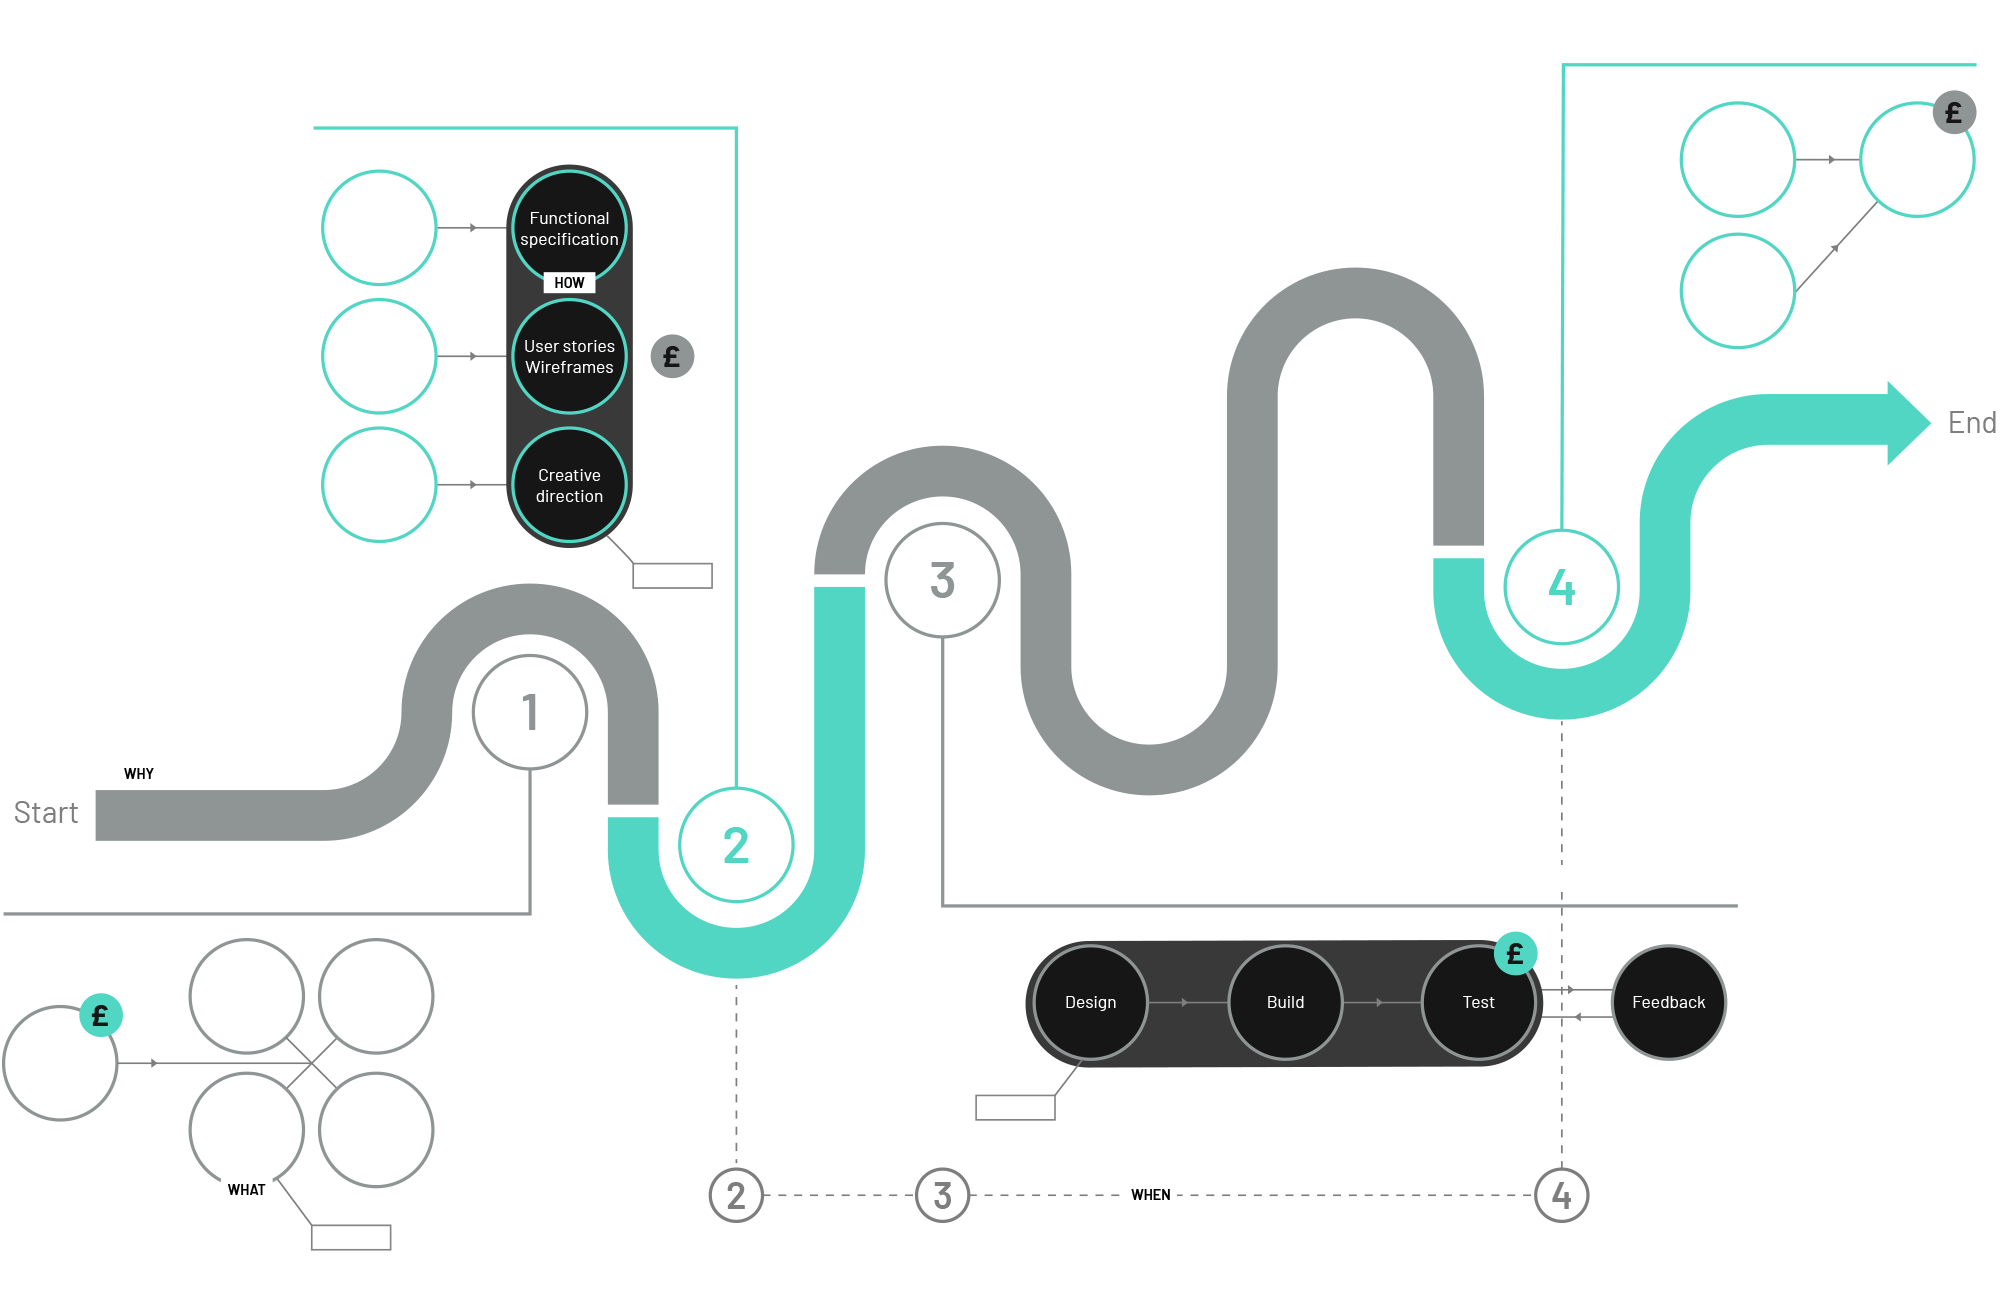 £
Functional
specification
HOW
User stories
Wireframes
£
Creative
direction
End
3
4
1
WHY
Start
2
£
Design
Build
Test
£
Feedback
WHAT
2
3
WHEN
4